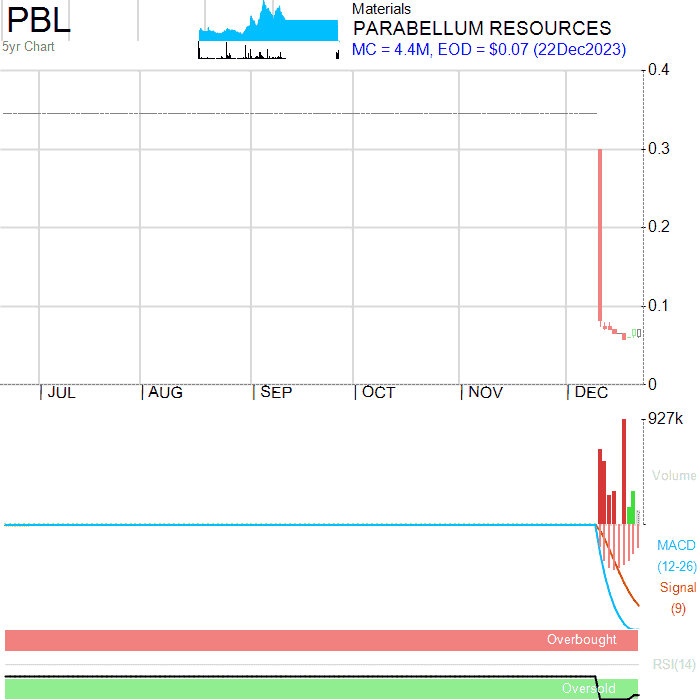 PBL
5yr Chart
Materials
PARABELLUM RESOURCES
MC = 4.4M, EOD = $0.07 (22Dec2023)
0.4
0.3
0.2
0.1
0
JUL AUG SEP OCT NOV DEC
927k
Volume
MACD
(12-26)
Signal
(9)
Overbought
RSI(14)
Oversold